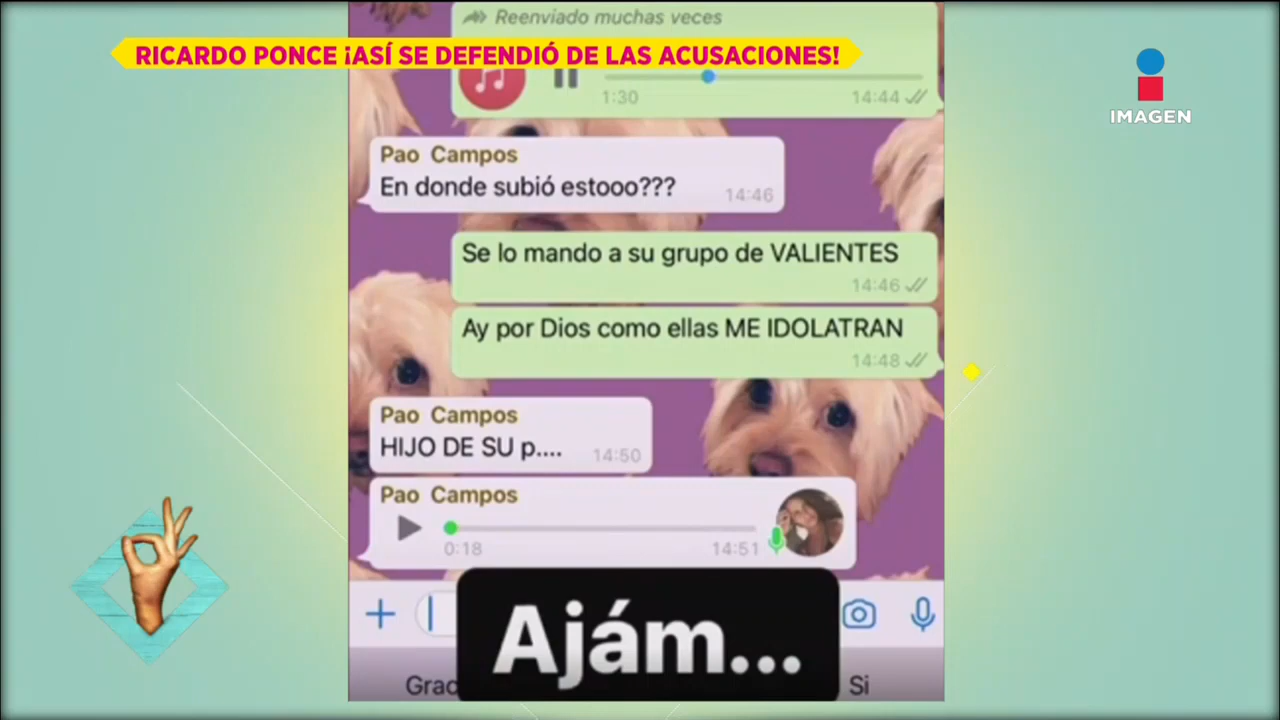 Reenviado muchas veces
RICARDO PONCE ¡ASÍ SE DEFENDIÓ DE LAS ACUSACIONES!
1:30 14:44
IMAGEN
Pao Campos
En donde subió estooo???
14:46
Se lo mando a su grupo de VALIENTES
14:46
Ay por Dios como ellas ME IDOLATRAN
14:48
Pao Campos
HIJO DE SU p....
14:50
Pao Campos
0:18 14:51
Ajám...
Si